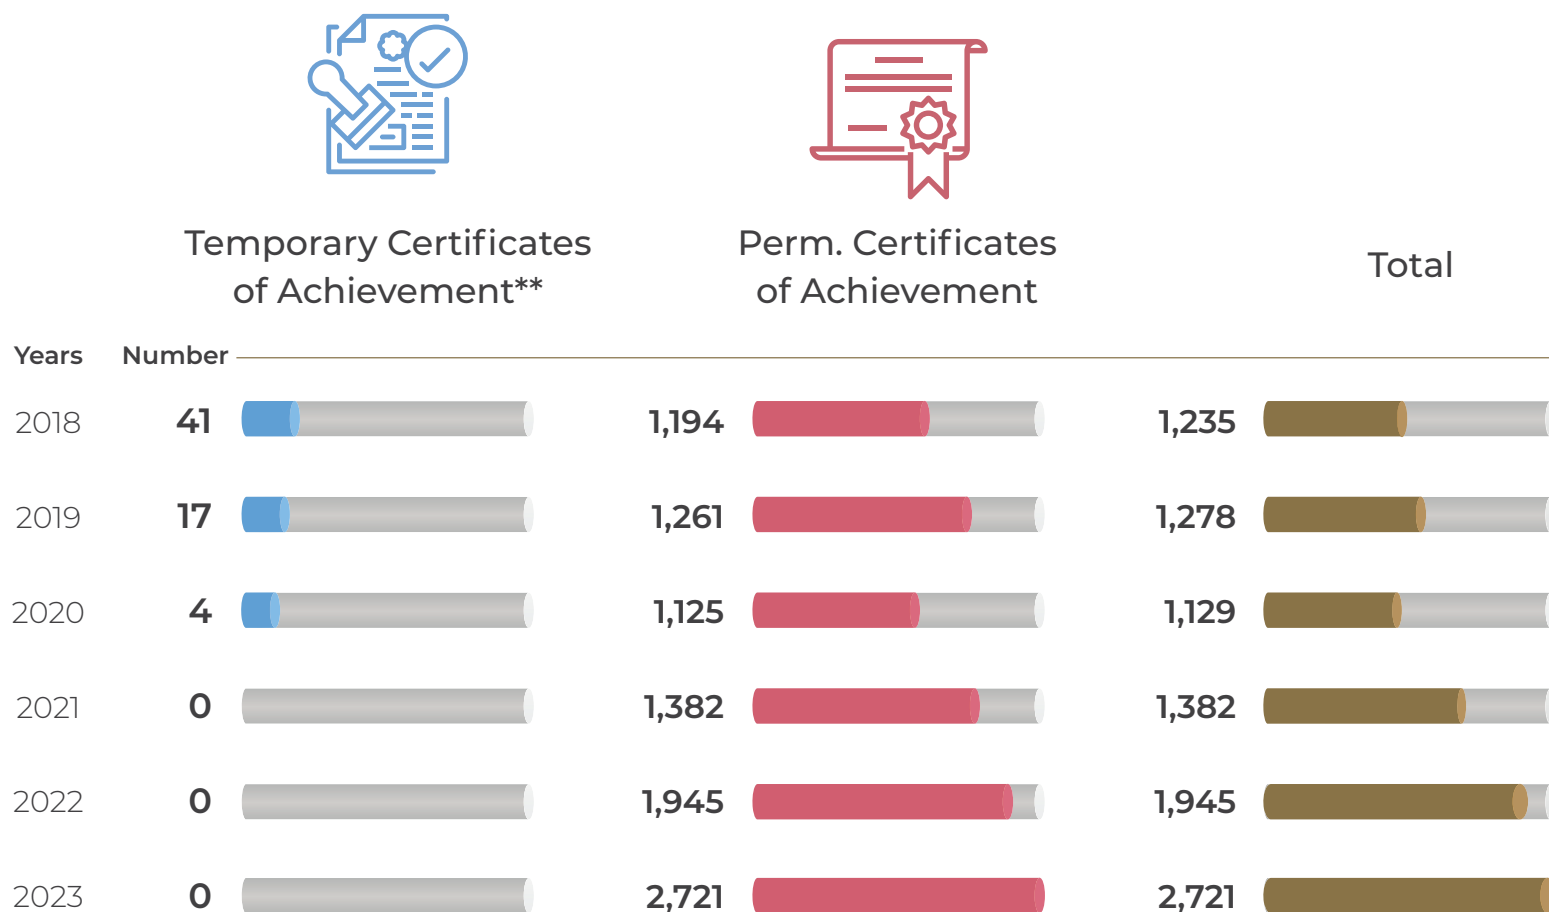 Temporary Certificates
of Achievement**
Perm. Certificates
of Achievement
Total
Years Number
2018 41 1,194 1,235
2019 17 1,261 1,278
2020 4 1,125 1,129
2021 0 1,382 1,382
2022 0 1,945 1,945
2023 0 2,721 2,721